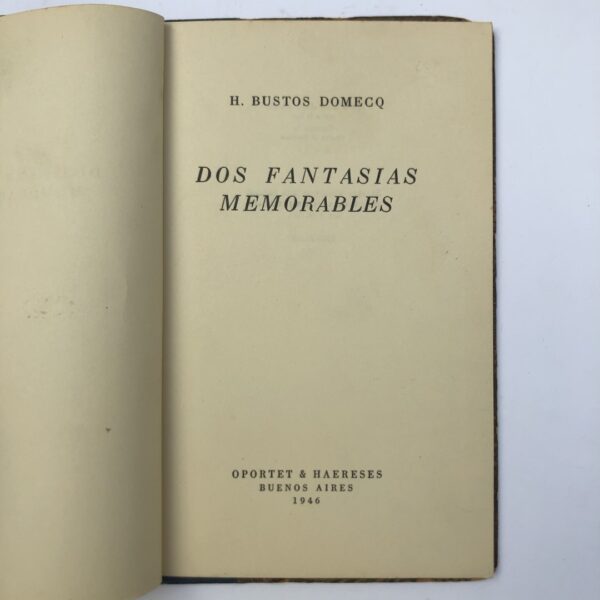 H. BUSTOS DOMECQ
DOS FANTASIAS
MEMORABLES
OPORTET & HAERESES
BUENOS AIRES
1946